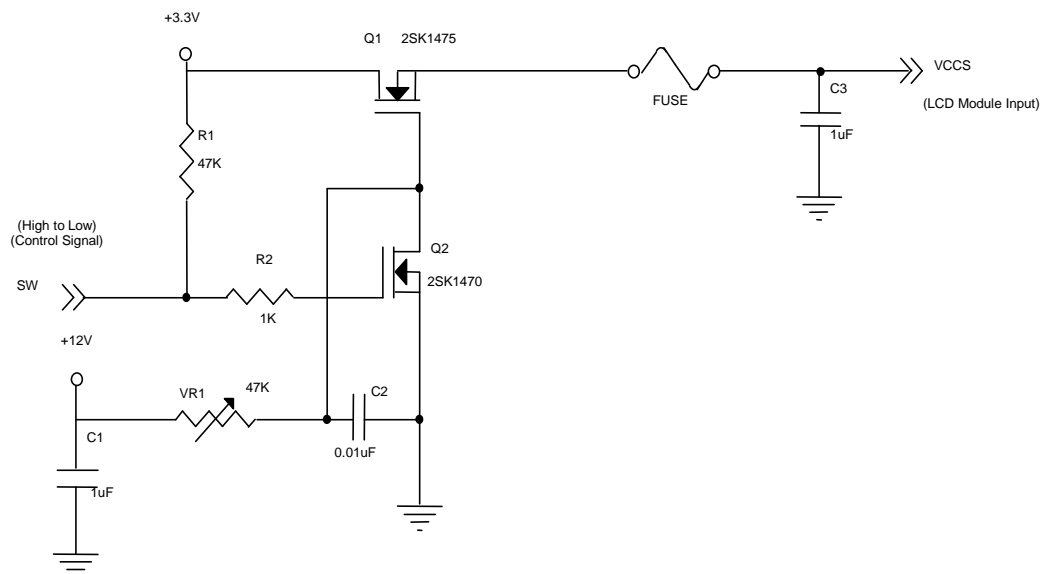 +3.3V
Q1 2SK1475
VCCS
FUSE
C3
(LCD Module Input)
1uF
R1
47K
(High to Low)
(Control Signal)
Q2
R2
2SK1470
SW
1K
+12V
VR1
47K
C2
C1
0.01uF
1uF